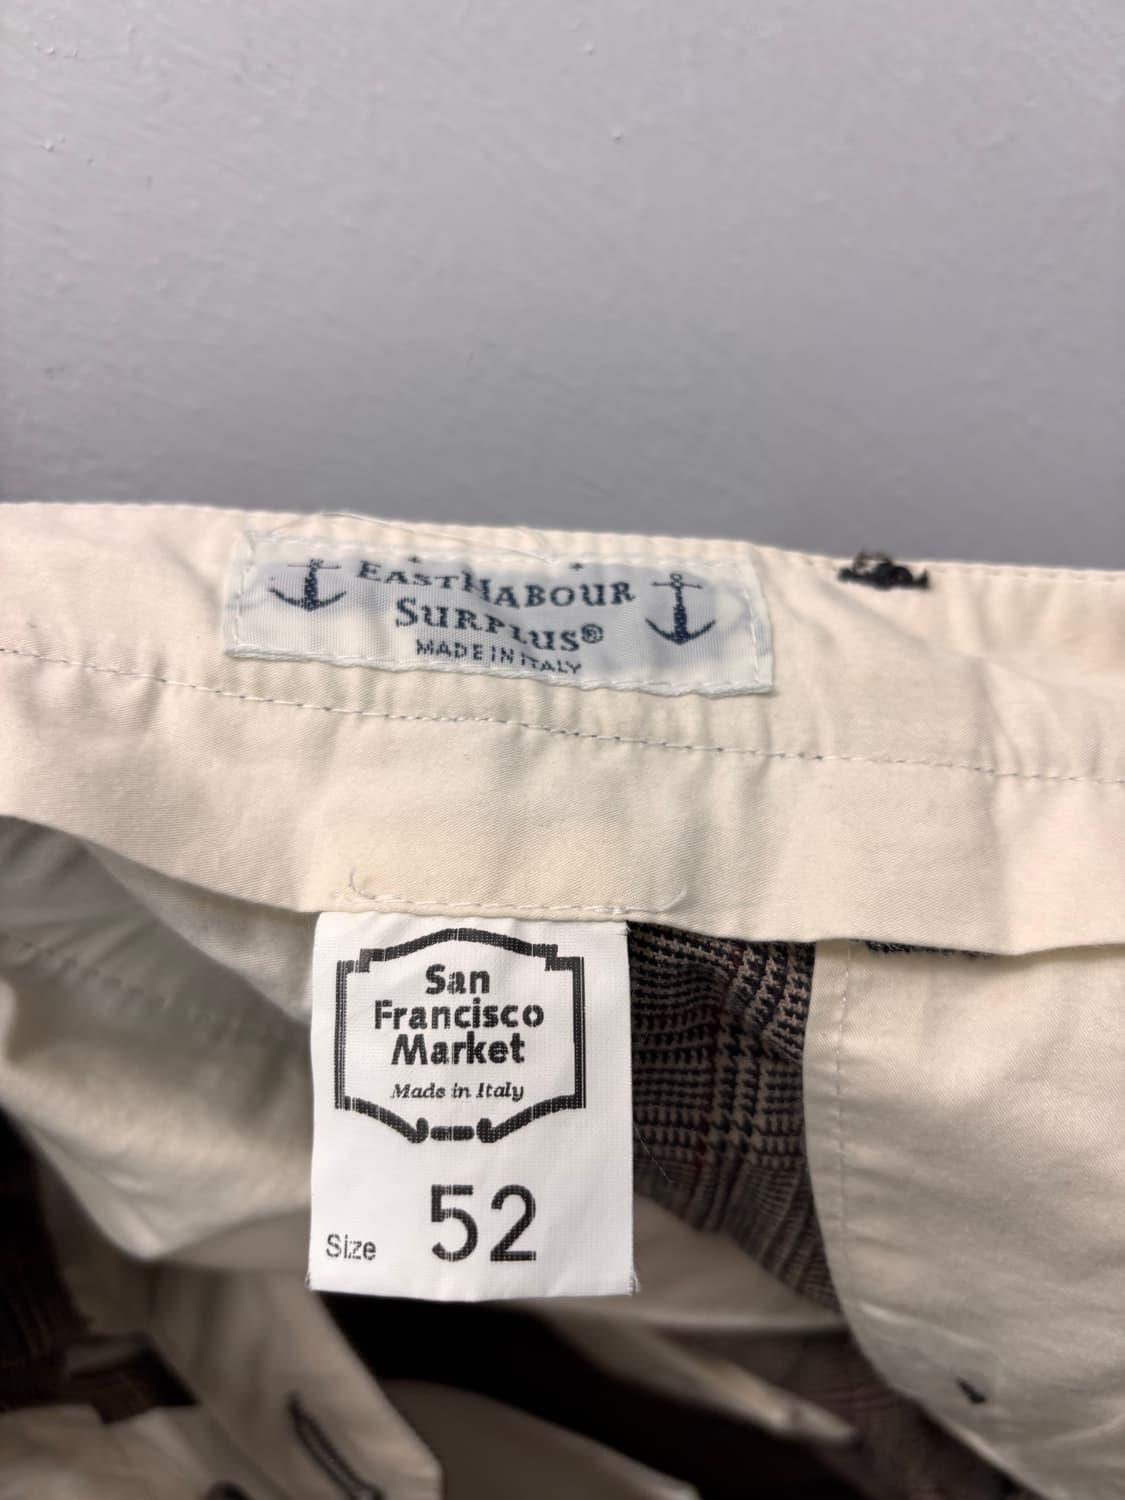 EASTHABOUR
SURPLUS®
MADE IN ITALY
San
Francisco
Market
Made in Italy
Size 52